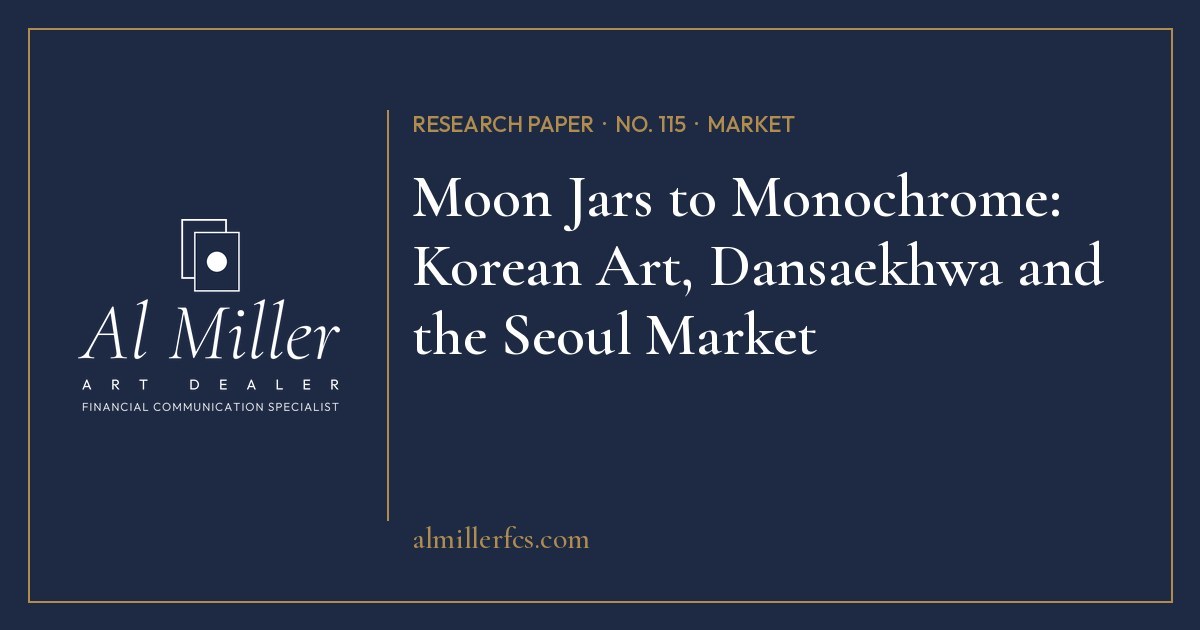 Al Miller
ART DEALER
FINANCIAL COMMUNICATION SPECIALIST
RESEARCH PAPER · NO. 115 · MARKET
Moon Jars to Monochrome:
Korean Art, Dansaekhwa and
the Seoul Market
almillerfcs.com